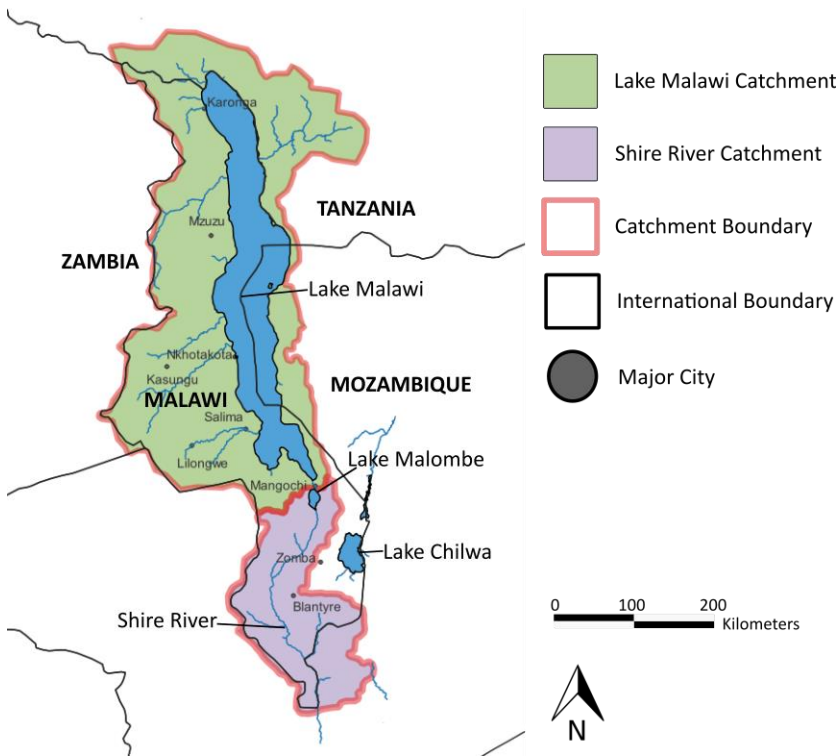 Karonga
Mzuzu
TANZANIA
ZAMBIA
Lake Malawi
Nkhotakota
Kasungu
MOZAMBIQUE
MALAWI
Salima
Lilongwe
Lake Malombe
Mangochi
Zomba
Lake Chilwa
Blantyre
Shire River
Lake Malawi Catchment
Shire River Catchment
Catchment Boundary
International Boundary
Major City
0 100 200
Kilometers
N